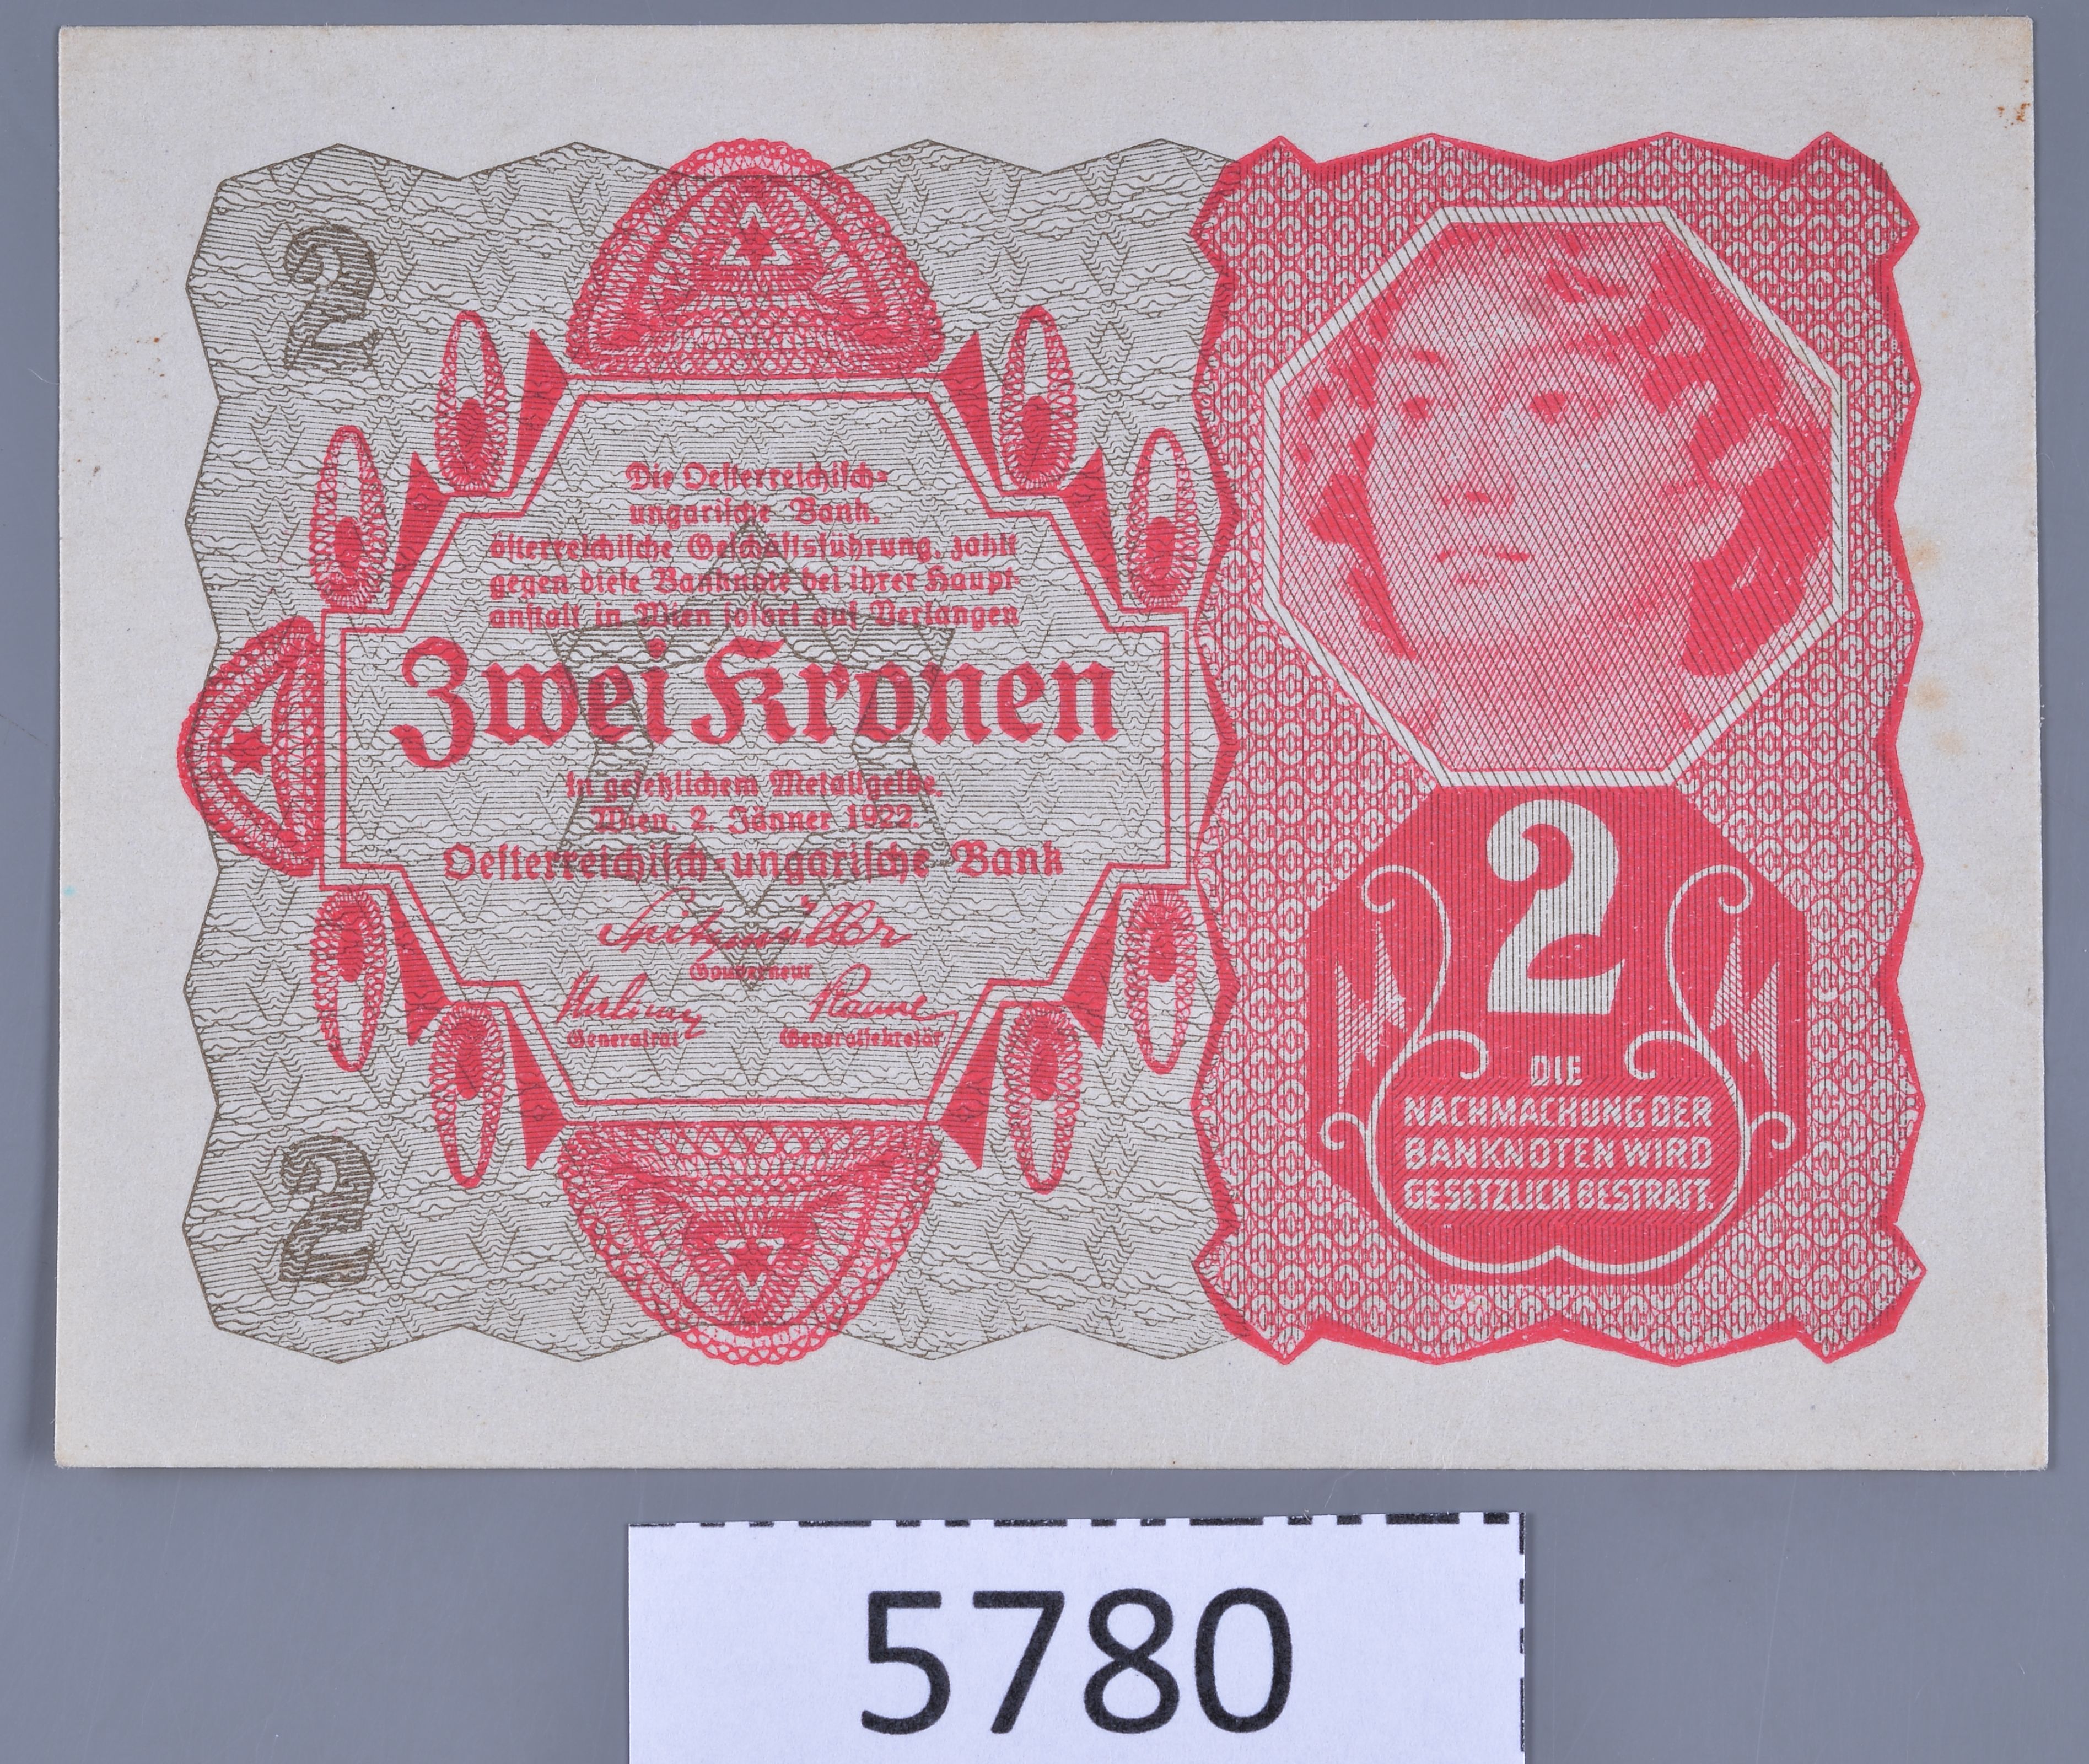 2
Die Oesterreichisch-
ungarische Bank,
österreichische Geschäftsführung, zahlt
gegen diese Banknote bei ihrer Haupt-
anstalt in Wien sofort auf Verlangen
Zwei Kronen
in gesetzlichem Metallgelde.
Wien, 2. Jänner 1922.
Oesterreichisch-ungarische Bank
Spitzmüller
Gouverneur
Generalrat Generalsekretär
2
2
DIE
NACHMACHUNG DER
BANKNOTEN WIRD
GESETZLICH BESTRAFT.
5780